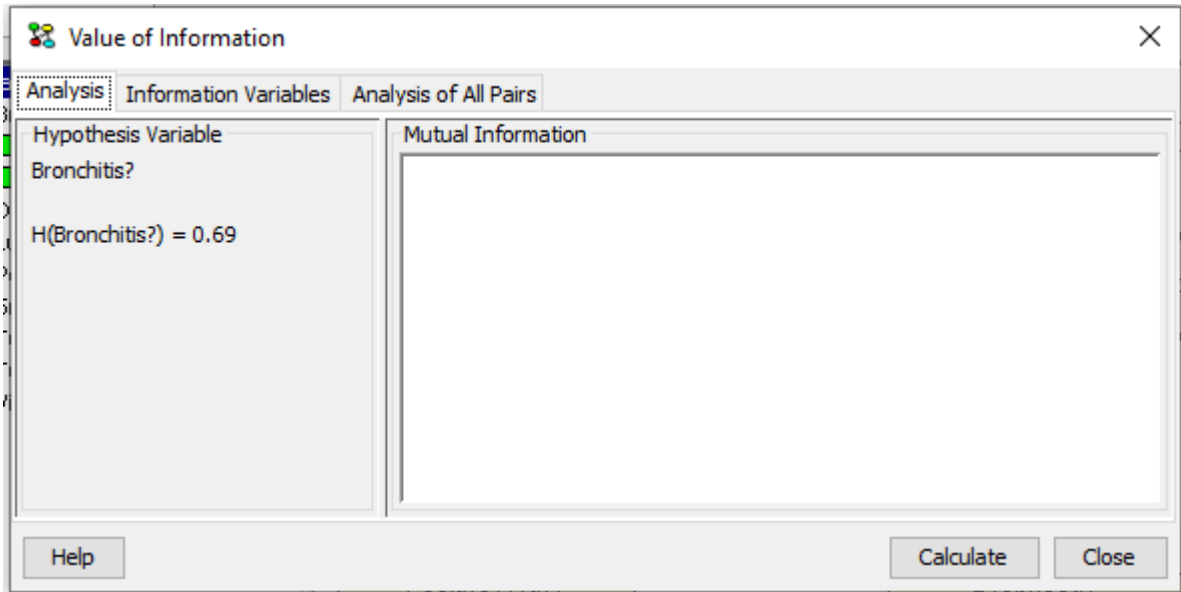 Value of Information
Analysis Information Variables Analysis of All Pairs
Hypothesis Variable
Bronchitis?
H(Bronchitis?) = 0.69
Mutual Information
Help
Calculate
Close